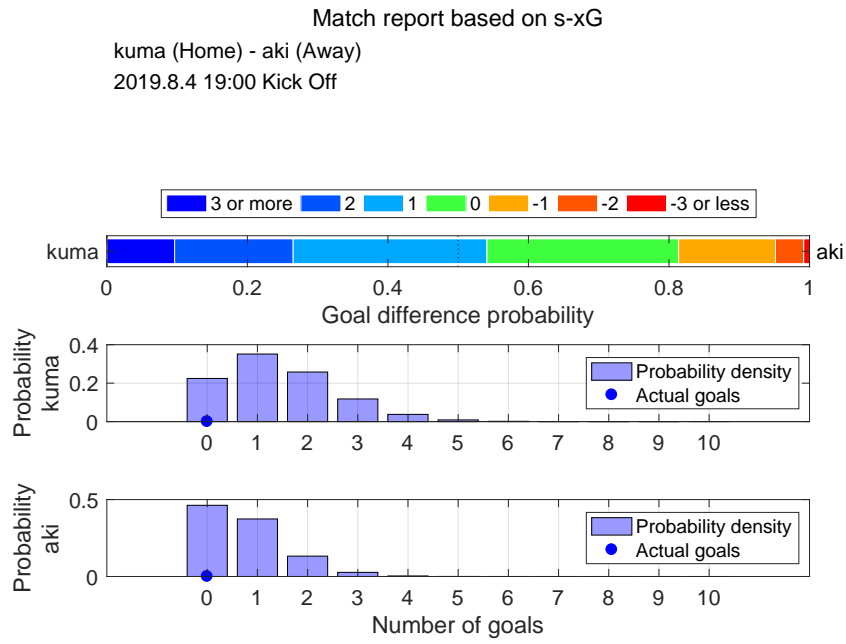 Match report based on s-xG
kuma (Home) - aki (Away)
2019.8.4 19:00 Kick Off
3 or more 2 1 0 -1 -2 -3 or less
kuma aki
0 0.2 0.4 0.6 0.8 1
Goal difference probability
Probability
kuma
0.4
0.2
0
Probability density
Actual goals
0 1 2 3 4 5 6 7 8 9 10
Probability
aki
0.5
0
Probability density
Actual goals
0 1 2 3 4 5 6 7 8 9 10
Number of goals